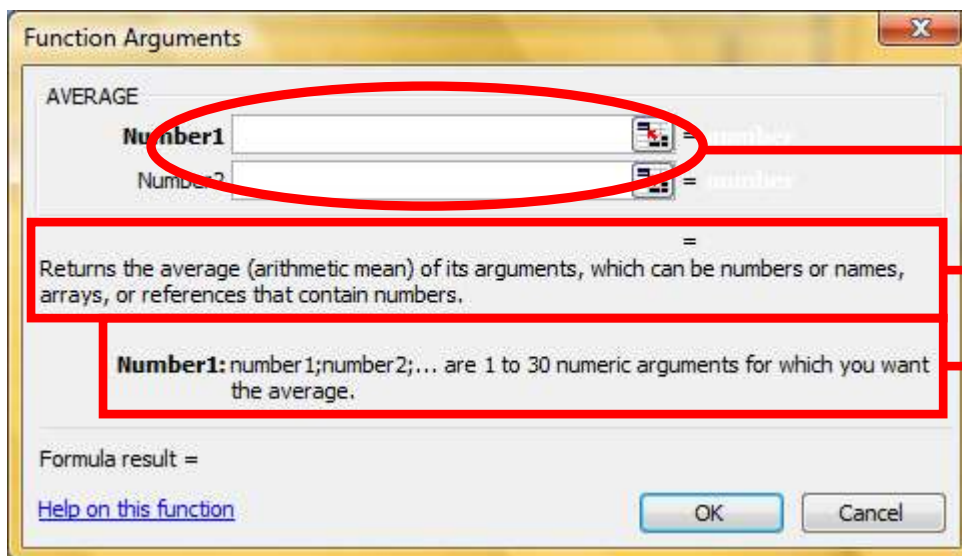 Function Arguments
X
AVERAGE
Number1 = number
Number2 = number
=
Returns the average (arithmetic mean) of its arguments, which can be numbers or names,
arrays, or references that contain numbers.
Number1: number1;number2;... are 1 to 30 numeric arguments for which you want
the average.
Formula result =
Help on this function
OK Cancel